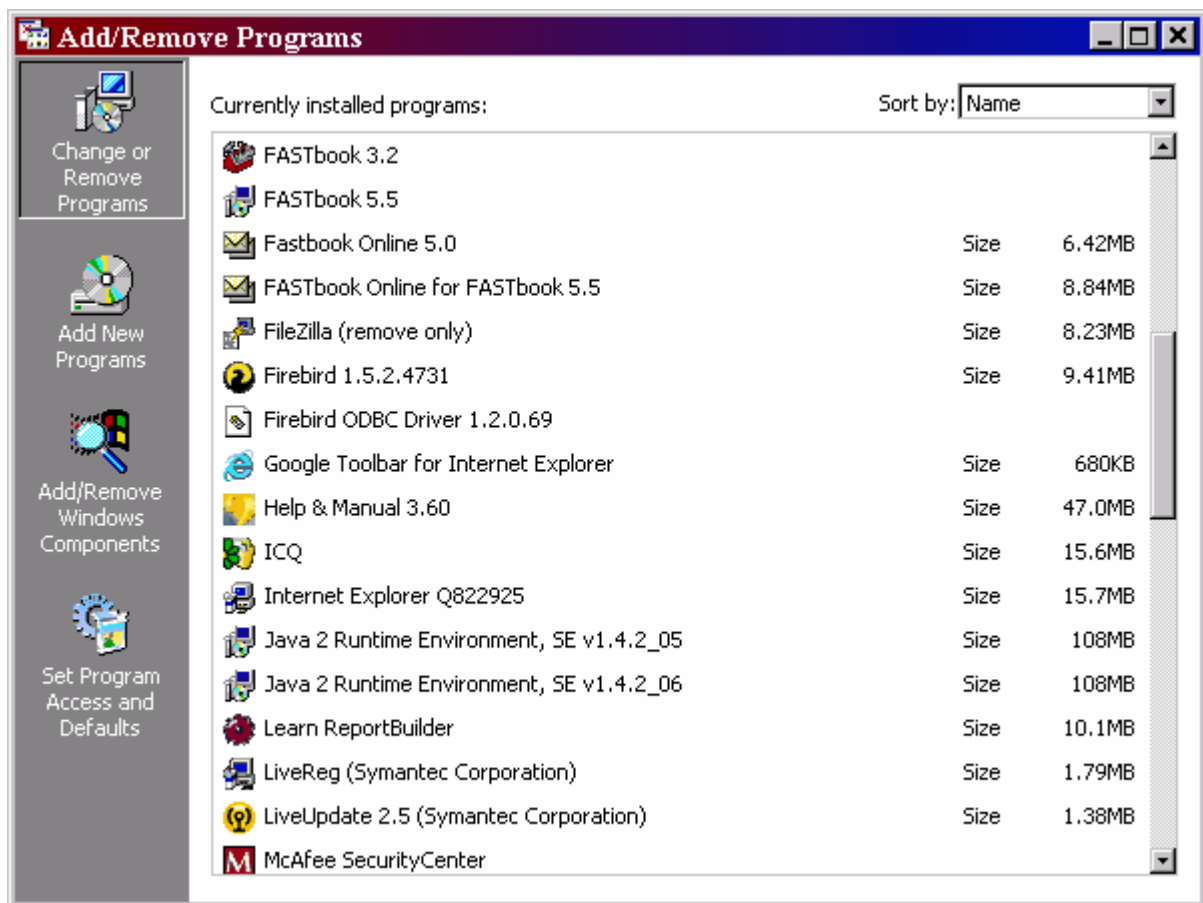 Add/Remove Programs
Change or
Remove
Programs
Add New
Programs
Add/Remove
Windows
Components
Set Program
Access and
Defaults
Currently installed programs:
Sort by: Name
FASTbook 3.2
FASTbook 5.5
Fastbook Online 5.0 Size 6.42MB
FASTbook Online for FASTbook 5.5 Size 8.84MB
FileZilla (remove only) Size 8.23MB
Firebird 1.5.2.4731 Size 9.41MB
Firebird ODBC Driver 1.2.0.69
Google Toolbar for Internet Explorer Size 680KB
Help & Manual 3.60 Size 47.0MB
ICQ Size 15.6MB
Internet Explorer Q822925 Size 15.7MB
Java 2 Runtime Environment, SE v1.4.2_05 Size 108MB
Java 2 Runtime Environment, SE v1.4.2_06 Size 108MB
Learn ReportBuilder Size 10.1MB
LiveReg (Symantec Corporation) Size 1.79MB
LiveUpdate 2.5 (Symantec Corporation) Size 1.38MB
McAfee SecurityCenter